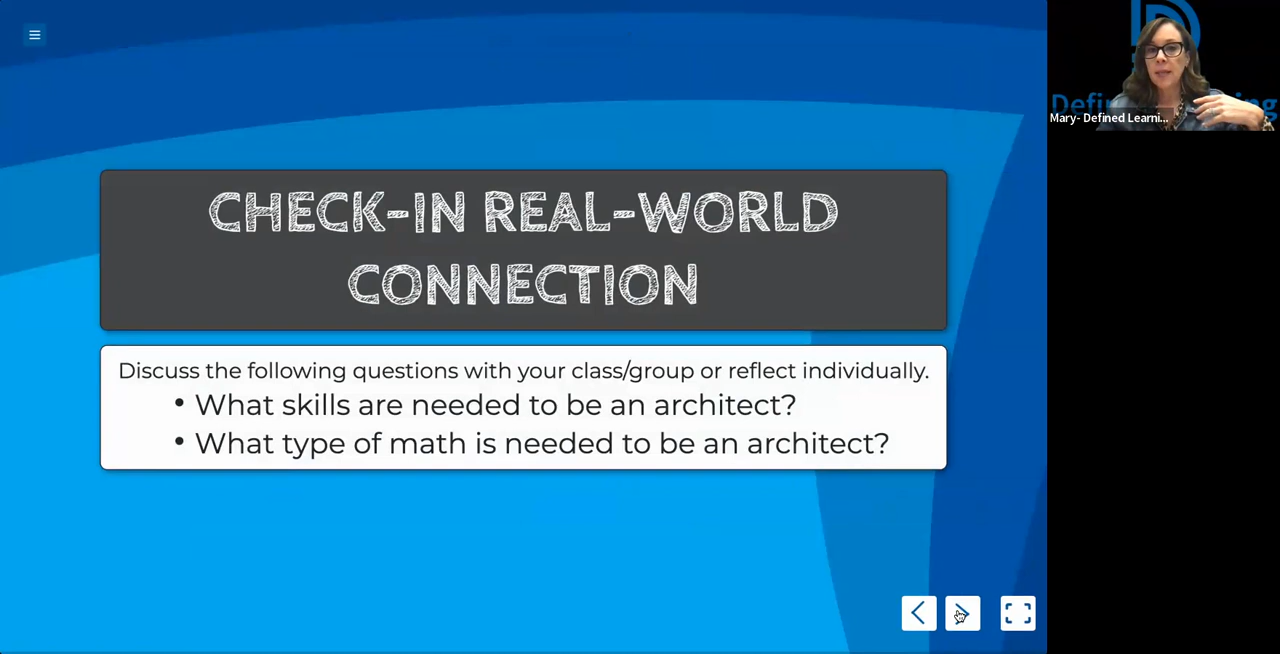 CHECK-IN REAL-WORLD
CONNECTION
Discuss the following questions with your class/group or reflect individually.
• What skills are needed to be an architect?
• What type of math is needed to be an architect?
Mary- Defined Learni...